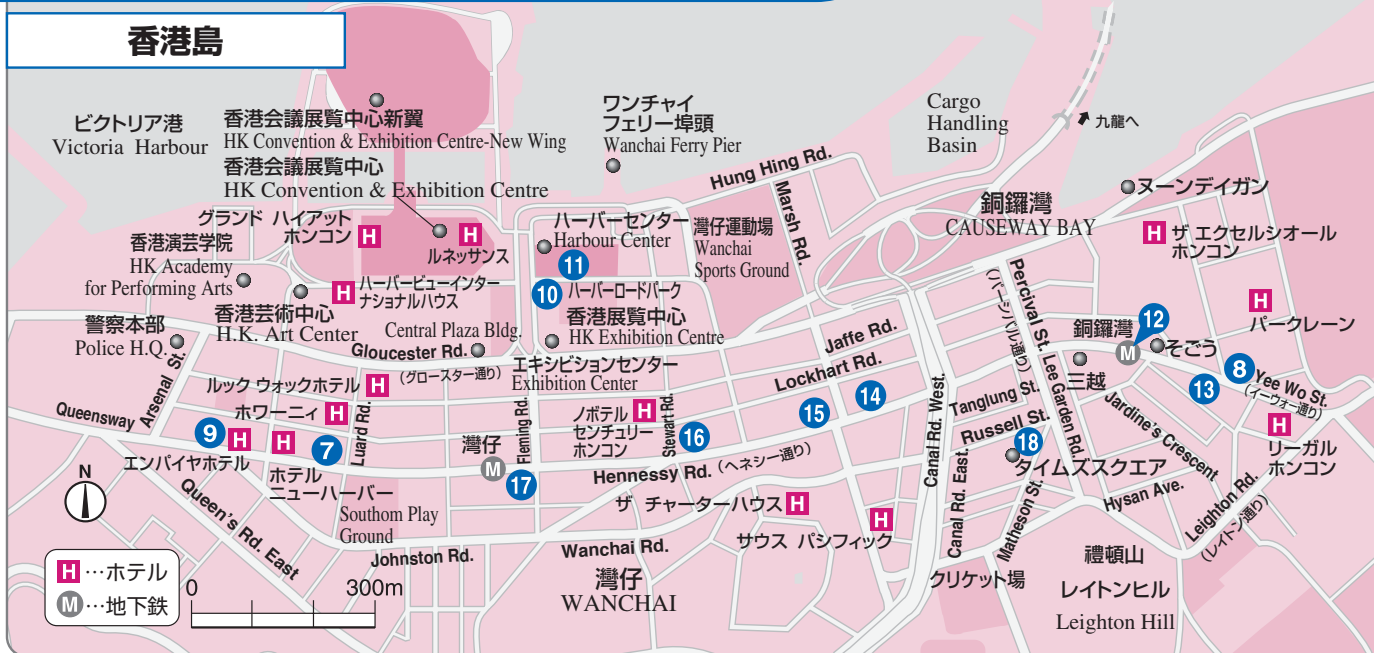 香港島
ビクトリア港
Victoria Harbour
香港会議展覧中心新翼
HK Convention & Exhibition Centre-New Wing
香港会議展覧中心
HK Convention & Exhibition Centre
ワンチャイ
フェリー埠頭
Wanchai Ferry Pier
Cargo
Handling
Basin
九龍へ
Hung Hing Rd.
Marsh Rd.
銅鑼灣
CAUSEWAY BAY
ヌーンデイガン
H
ザ エクセルシオール
ホンコン
グランド ハイアット
ホンコン
H
H
ルネッサンス
ハーバーセンター
Harbour Center
11
灣仔運動場
Wanchai
Sports Ground
香港演芸学院
HK Academy
for Performing Arts
H
ハーバービューインター
ナショナルハウス
10
ハーバーロードパーク
香港芸術中心
H.K. Art Center
Central Plaza Bldg.
香港展覧中心
HK Exhibition Centre
警察本部
Police H.Q.
Arsenal St.
Gloucester Rd.
(グロースター通り)
エキシビションセンター
Exhibition Center
Jaffe Rd.
Lockhart Rd.
Percival St.
(パーシバル通り)
銅鑼灣
12
M
そごう
H
パークレーン
三越
Lee Garden Rd.
8
13
Yee Wo St.
(イーウォー通り)
H
リーガル
ホンコン
ルック ウォックホテル
H
ホワーニィ
H
Luard Rd.
Queensway
9
H
エンパイヤホテル
H
ホテル
ニューハーバー
7
灣仔
M
Fleming Rd.
17
ノボテル
センチュリー
ホンコン
H
Stewart Rd.
16
15
14
Hennessy Rd.
(ヘネシー通り)
Canal Rd. West.
Canal Rd. East.
Tanglung St.
Russell St.
18
タイムズスクエア
Matheson St.
Jardine's Crescent
Hysan Ave.
Leighton Rd.
(レイトン通り)
N
Queen's Rd. East
Southom Play
Ground
Johnston Rd.
Wanchai Rd.
灣仔
WANCHAI
ザ チャーターハウス
H
サウス パシフィック
H
クリケット場
禮頓山
レイトンヒル
Leighton Hill
H…ホテル
M…地下鉄
0
300m